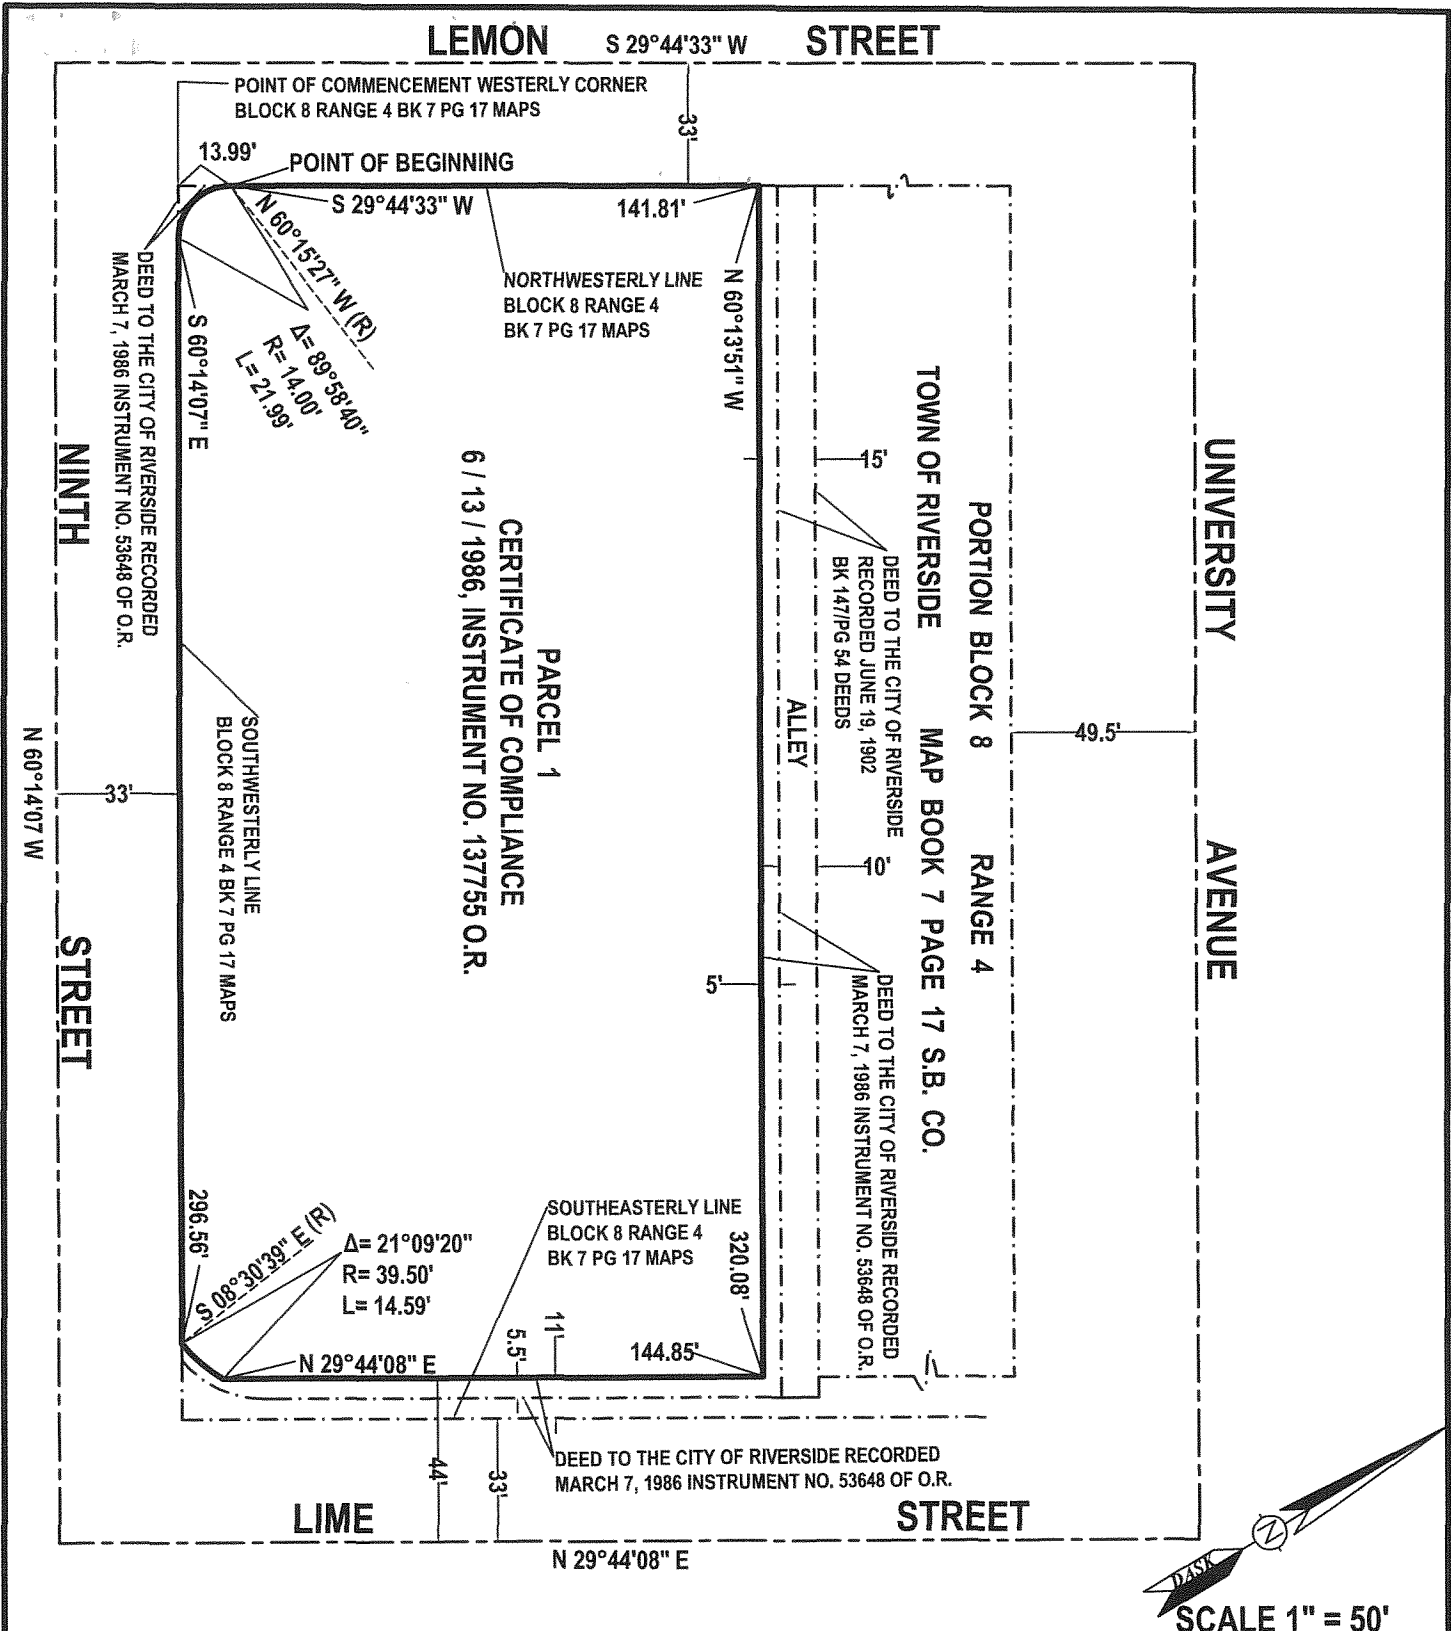 LEMON S 29°44'33" W STREET
POINT OF COMMENCEMENT WESTERLY CORNER
BLOCK 8 RANGE 4 BK 7 PG 17 MAPS
33'
13.99'
POINT OF BEGINNING
S 29°44'33" W
141.81'
N 60°15'27" W (R)
NORTHWESTERLY LINE
BLOCK 8 RANGE 4
BK 7 PG 17 MAPS
N 60°13'51" W
Δ= 89°58'40"
R= 14.00'
L= 21.99'
S 60°14'07" E
DEED TO THE CITY OF RIVERSIDE RECORDED
MARCH 7, 1986 INSTRUMENT NO. 53648 OF O.R.
NINTH STREET
N 60°14'07 W
33'
SOUTHWESTERLY LINE
BLOCK 8 RANGE 4 BK 7 PG 17 MAPS
PARCEL 1
CERTIFICATE OF COMPLIANCE
6 / 13 / 1986, INSTRUMENT NO. 137755 O.R.
15'
DEED TO THE CITY OF RIVERSIDE
RECORDED JUNE 19, 1902
BK 147/PG 54 DEEDS
ALLEY
PORTION BLOCK 8 RANGE 4
TOWN OF RIVERSIDE MAP BOOK 7 PAGE 17 S.B. CO.
UNIVERSITY AVENUE
49.5'
10'
5'
DEED TO THE CITY OF RIVERSIDE RECORDED
MARCH 7, 1986 INSTRUMENT NO. 53648 OF O.R.
296.56'
S 08°30'39" E (R)
Δ= 21°09'20"
R= 39.50'
L= 14.59'
SOUTHEASTERLY LINE
BLOCK 8 RANGE 4
BK 7 PG 17 MAPS
320.08'
N 29°44'08" E
5.5'
11'
144.85'
44'
33'
DEED TO THE CITY OF RIVERSIDE RECORDED
MARCH 7, 1986 INSTRUMENT NO. 53648 OF O.R.
LIME STREET
N 29°44'08" E
N
DASK
SCALE 1" = 50'